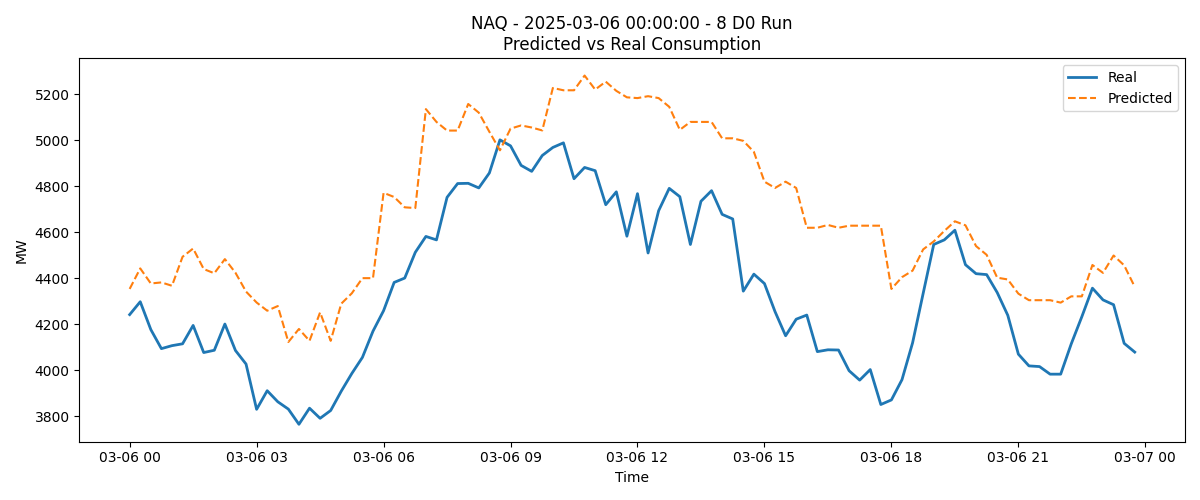 NAQ - 2025-03-06 00:00:00 - 8 D0 Run
Predicted vs Real Consumption
Real
Predicted
MW
5200
5000
4800
4600
4400
4200
4000
3800
03-06 00
03-06 03
03-06 06
03-06 09
03-06 12
03-06 15
03-06 18
03-06 21
03-07 00
Time